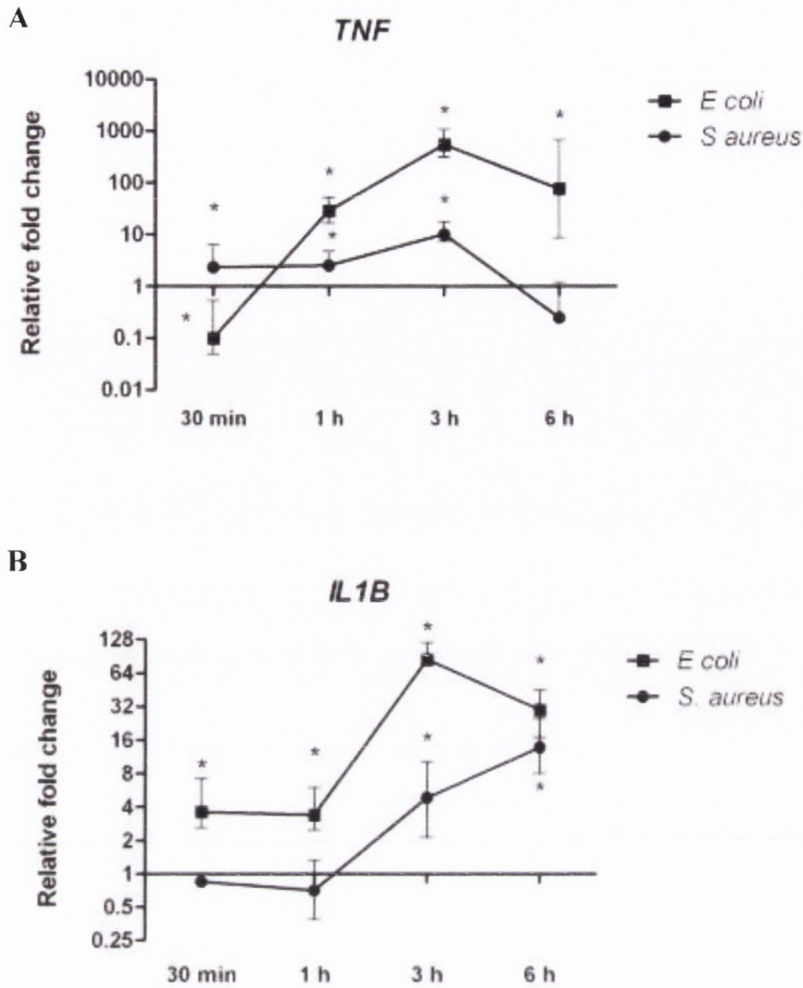 A
TNF
Relative fold change
10000
1000
100
10
1
0.1
0.01
* * * *
* *
*
30 min 1 h 3 h 6 h
E coli
S aureus
B
IL1B
Relative fold change
128
64
32
16
8
4
2
1
0.5
0.25
* * * *
* *
30 min 1 h 3 h 6 h
E coli
S. aureus